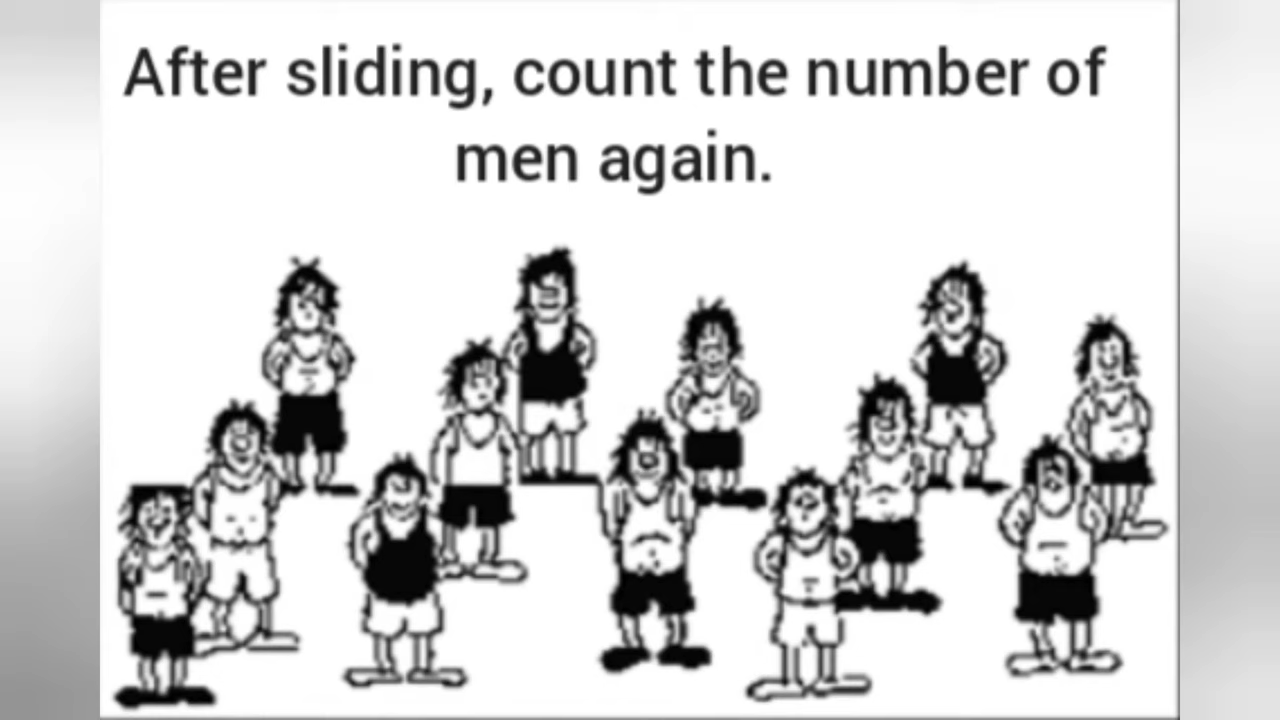 After sliding, count the number of
men again.